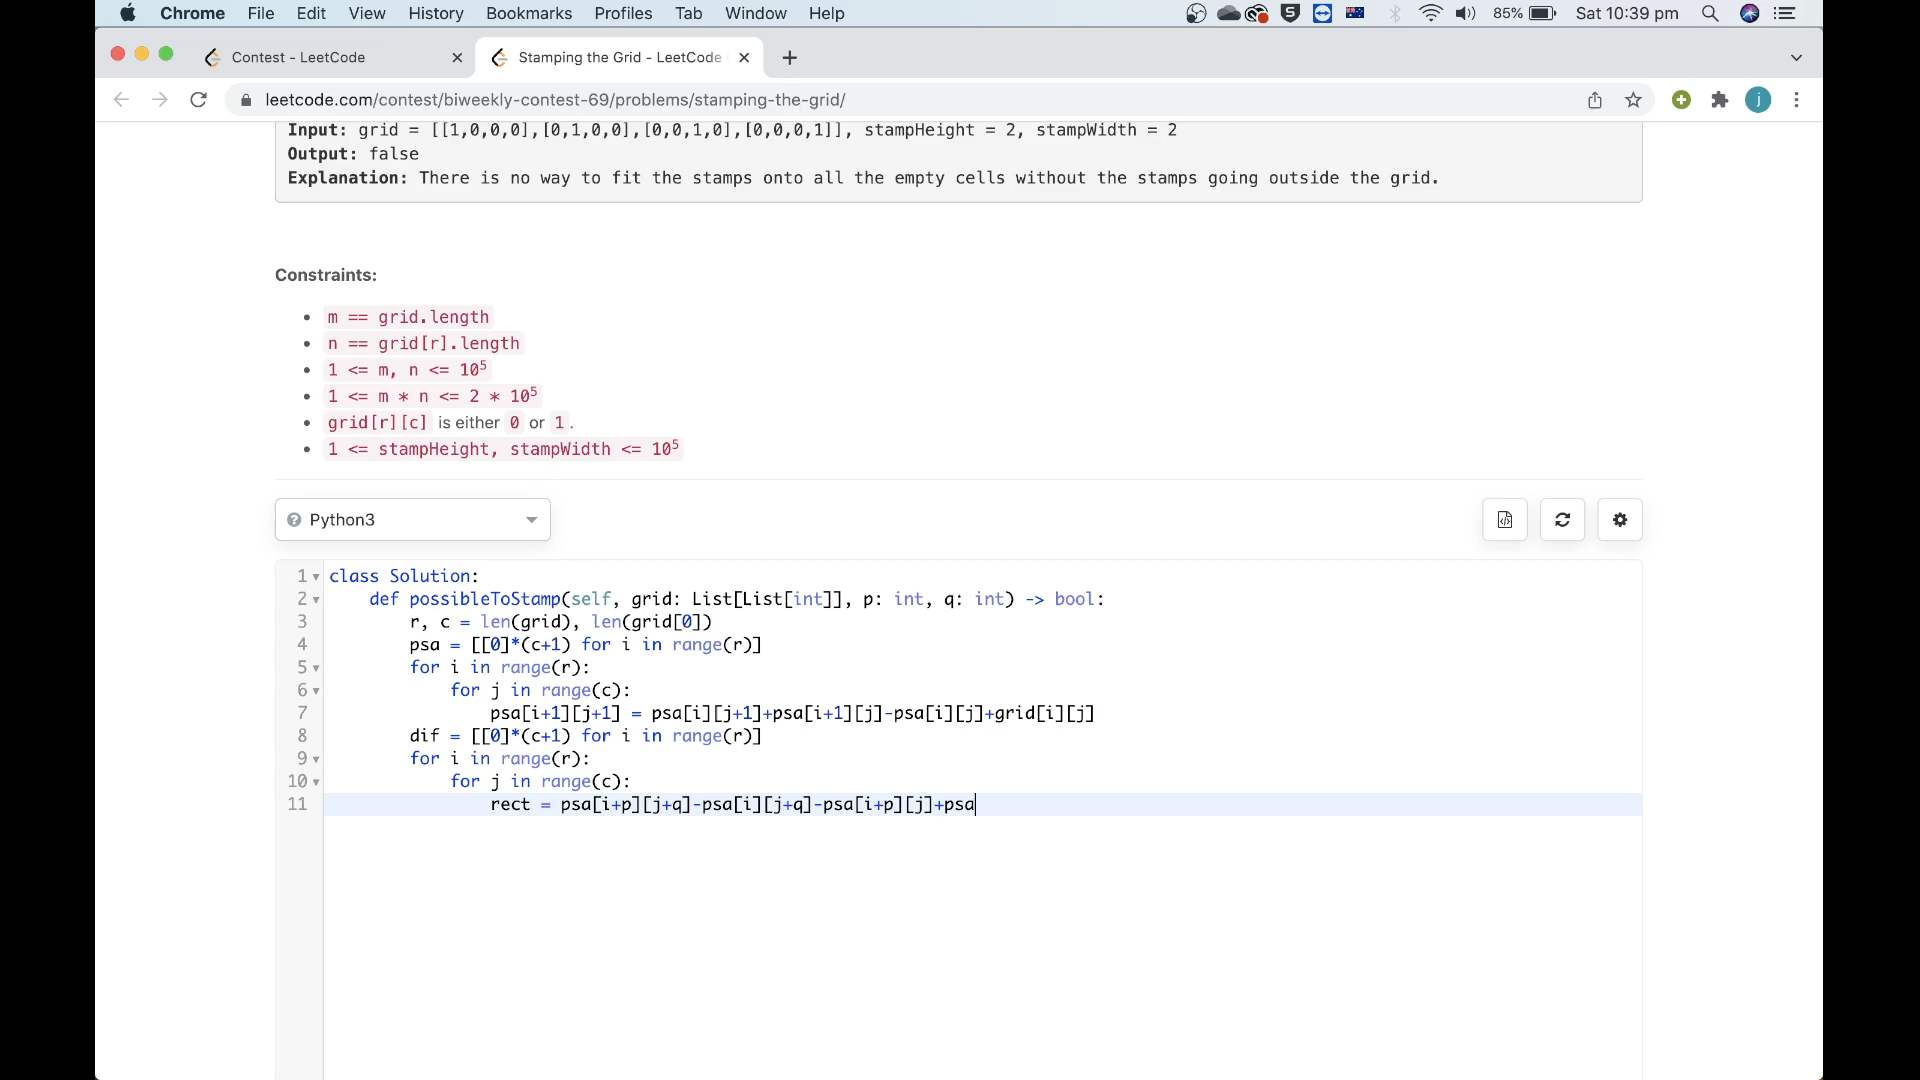 Chrome File Edit View History Bookmarks Profiles Tab Window Help 85% Sat 10:39 pm
Contest - LeetCode
Stamping the Grid - LeetCode
leetcode.com/contest/biweekly-contest-69/problems/stamping-the-grid/
j
Input: grid = [[1,0,0,0],[0,1,0,0],[0,0,1,0],[0,0,0,1]], stampHeight = 2, stampWidth = 2
Output: false
Explanation: There is no way to fit the stamps onto all the empty cells without the stamps going outside the grid.
Constraints:
• m == grid.length
• n == grid[r].length
• 1 <= m, n <= 10⁵
• 1 <= m * n <= 2 * 10⁵
• grid[r][c] is either 0 or 1.
• 1 <= stampHeight, stampWidth <= 10⁵
Python3
1 class Solution:
2     def possibleToStamp(self, grid: List[List[int]], p: int, q: int) -> bool:
3         r, c = len(grid), len(grid[0])
4         psa = [[0]*(c+1) for i in range(r)]
5         for i in range(r):
6             for j in range(c):
7                 psa[i+1][j+1] = psa[i][j+1]+psa[i+1][j]-psa[i][j]+grid[i][j]
8         dif = [[0]*(c+1) for i in range(r)]
9         for i in range(r):
10             for j in range(c):
11                 rect = psa[i+p][j+q]-psa[i][j+q]-psa[i+p][j]+psa